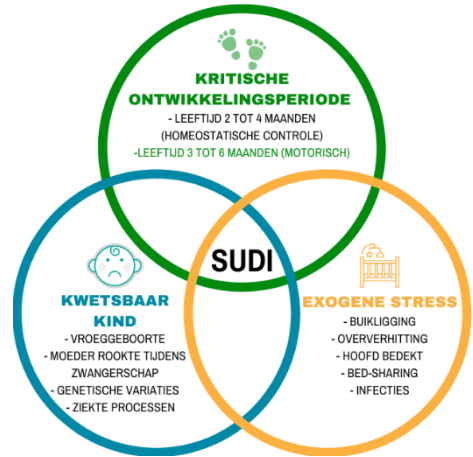 KRITISCHE
ONTWIKKELINGSPERIODE
- LEEFTIJD 2 TOT 4 MAANDEN
(HOMEOSTATISCHE CONTROLE)
-LEEFTIJD 3 TOT 6 MAANDEN (MOTORISCH)
SUDI
KWETSBAAR
KIND
- VROEGGEBOORTE
- MOEDER ROOKTE TIJDENS
ZWANGERSCHAP
- GENETISCHE VARIATIES
- ZIEKTE PROCESSEN
EXOGENE STRESS
- BUIKLIGGING
- OVERVERHITTING
- HOOFD BEDEKT
- BED-SHARING
- INFECTIES